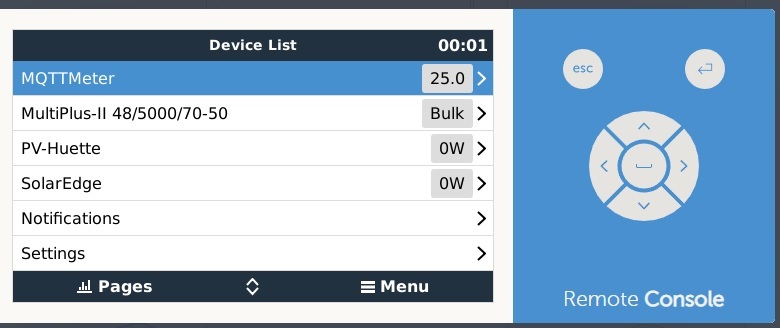 Device List 00:01
MQTTMeter 25.0
MultiPlus-II 48/5000/70-50 Bulk
PV-Huette 0W
SolarEdge 0W
Notifications
Settings
Pages Menu
esc
Remote Console